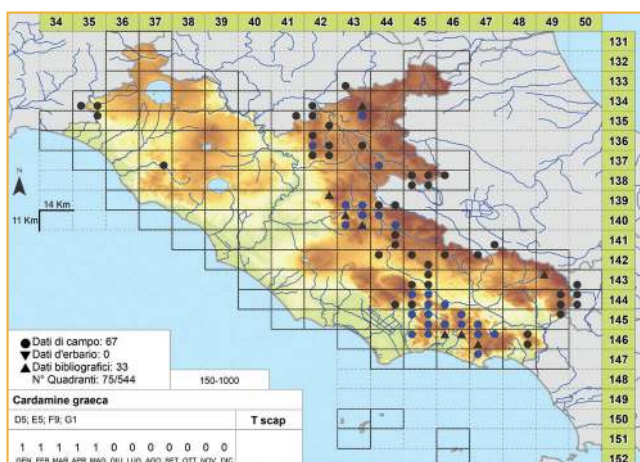 34 35 36 37 38 39 40 41 42 43 44 45 46 47 48 49 50
131
132
133
134
135
136
137
138
139
140
141
142
143
144
145
146
147
148
149
150
151
152
N
14 Km
11 Km
Dati di campo: 67
Dati d'erbario: 0
Dati bibliografici: 33
N° Quadranti: 75/544
150-1000
Cardamine graeca
D5; E5; F9; G1
T scap
1 1 1 1 1 0 0 0 0 0 0 0
GEN FEB MAR APR MAG GIU LUG AGO SET OTT NOV DIC